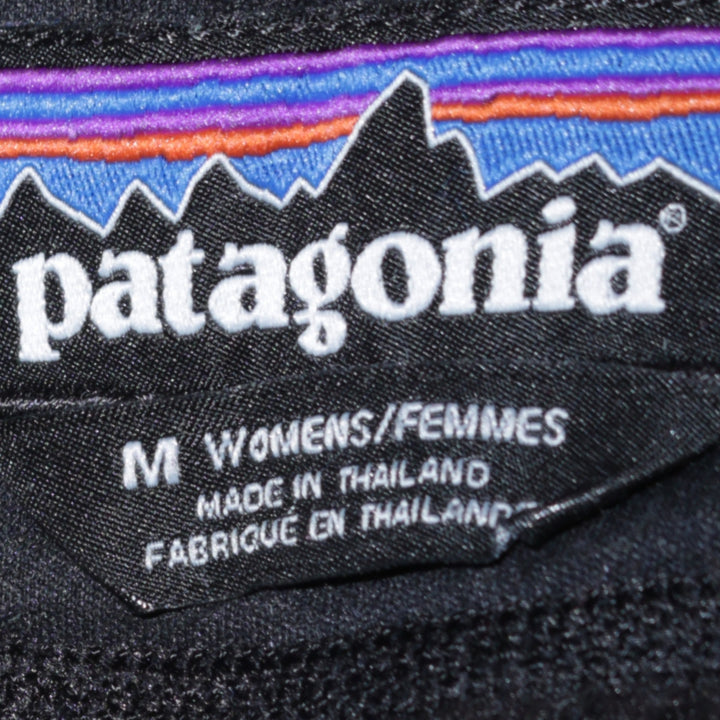 patagonia®
M WOMENS/FEMMES
MADE IN THAILAND
FABRIQUÉ EN THAILANDE